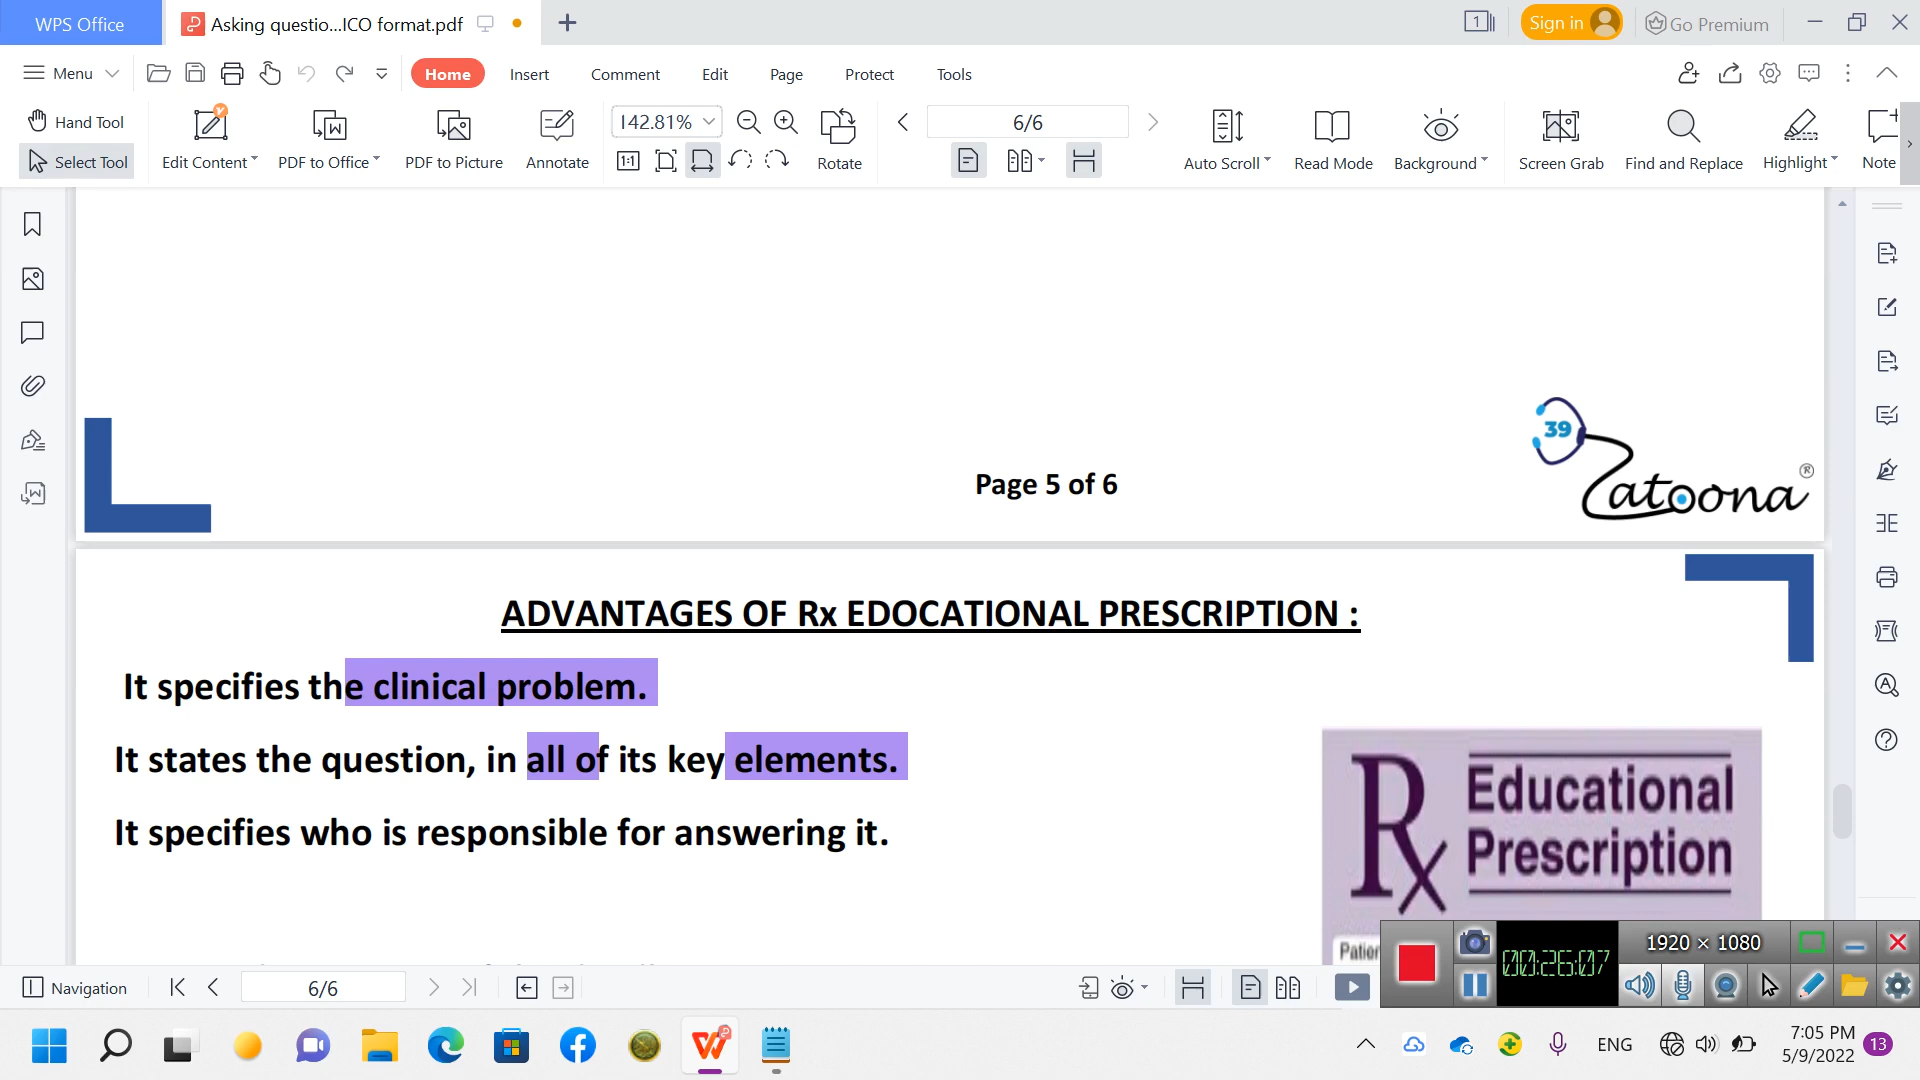 WPS Office
Asking questio...ICO format.pdf
1
Sign in
Go Premium
Menu
Home
Insert
Comment
Edit
Page
Protect
Tools
Hand Tool
Select Tool
Edit Content
PDF to Office
PDF to Picture
Annotate
142.81%
1:1
Rotate
6/6
Auto Scroll
Read Mode
Background
Screen Grab
Find and Replace
Highlight
Note
39
Zatoona ®
Page 5 of 6
ADVANTAGES OF Rx EDOCATIONAL PRESCRIPTION :
It specifies the clinical problem.
It states the question, in all of its key elements.
It specifies who is responsible for answering it.
Rx Educational
Prescription
1920 × 1080
00:26:07
Navigation
6/6
ENG
7:05 PM
5/9/2022
13